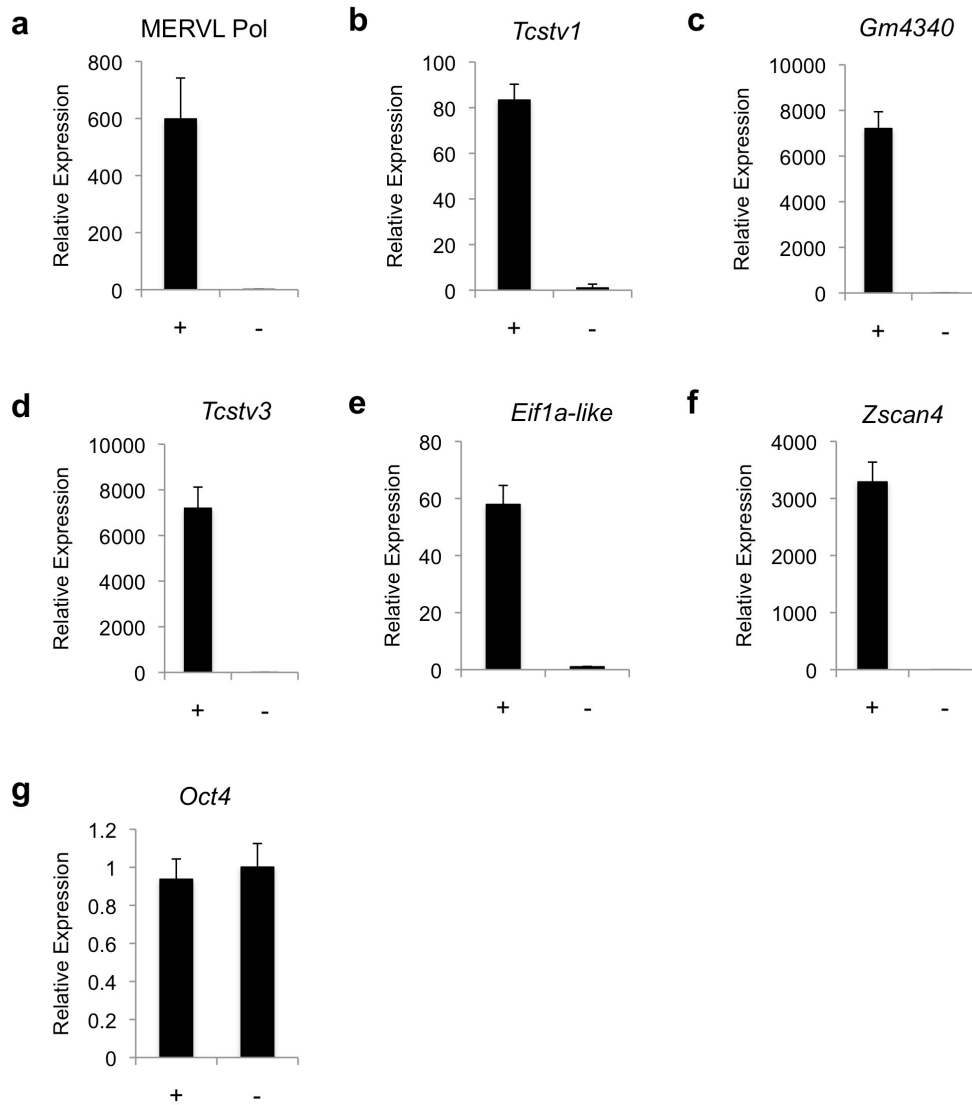 a
MERVL Pol
Relative Expression
800
600
400
200
0
+ -
b
Tcstv1
Relative Expression
100
80
60
40
20
0
+ -
c
Gm4340
Relative Expression
10000
8000
6000
4000
2000
0
+ -
d
Tcstv3
Relative Expression
10000
8000
6000
4000
2000
0
+ -
e
Eif1a-like
Relative Expression
80
60
40
20
0
+ -
f
Zscan4
Relative Expression
4000
3000
2000
1000
0
+ -
g
Oct4
Relative Expression
1.2
1
0.8
0.6
0.4
0.2
0
+ -